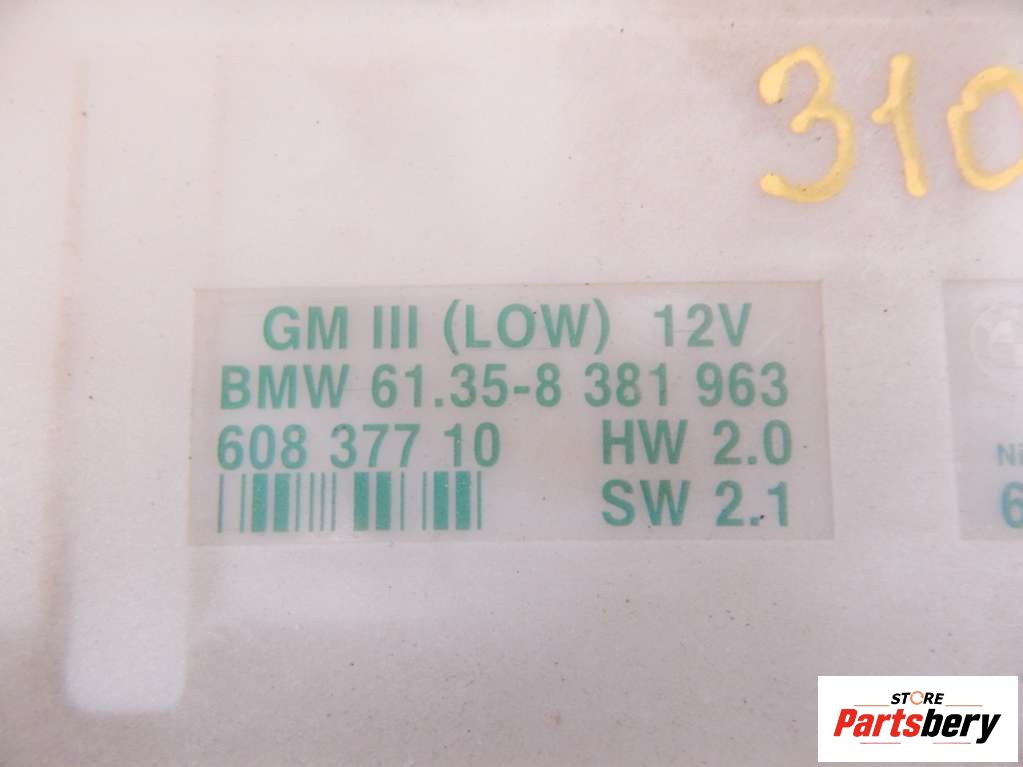 310
GM III (LOW) 12V
BMW 61.35-8 381 963
608 377 10 HW 2.0
SW 2.1
STORE
Partsbery